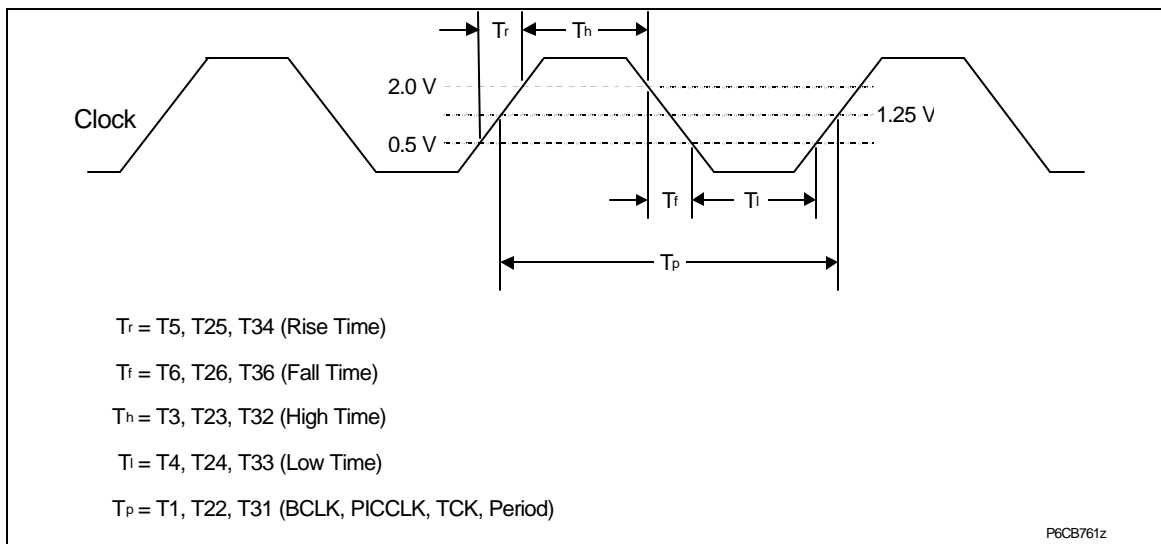 Tr Th
2.0 V
Clock
1.25 V
0.5 V
Tf Tl
Tp
Tr = T5, T25, T34 (Rise Time)
Tf = T6, T26, T36 (Fall Time)
Th = T3, T23, T32 (High Time)
Tl = T4, T24, T33 (Low Time)
Tp = T1, T22, T31 (BCLK, PICCLK, TCK, Period)
P6CB761z